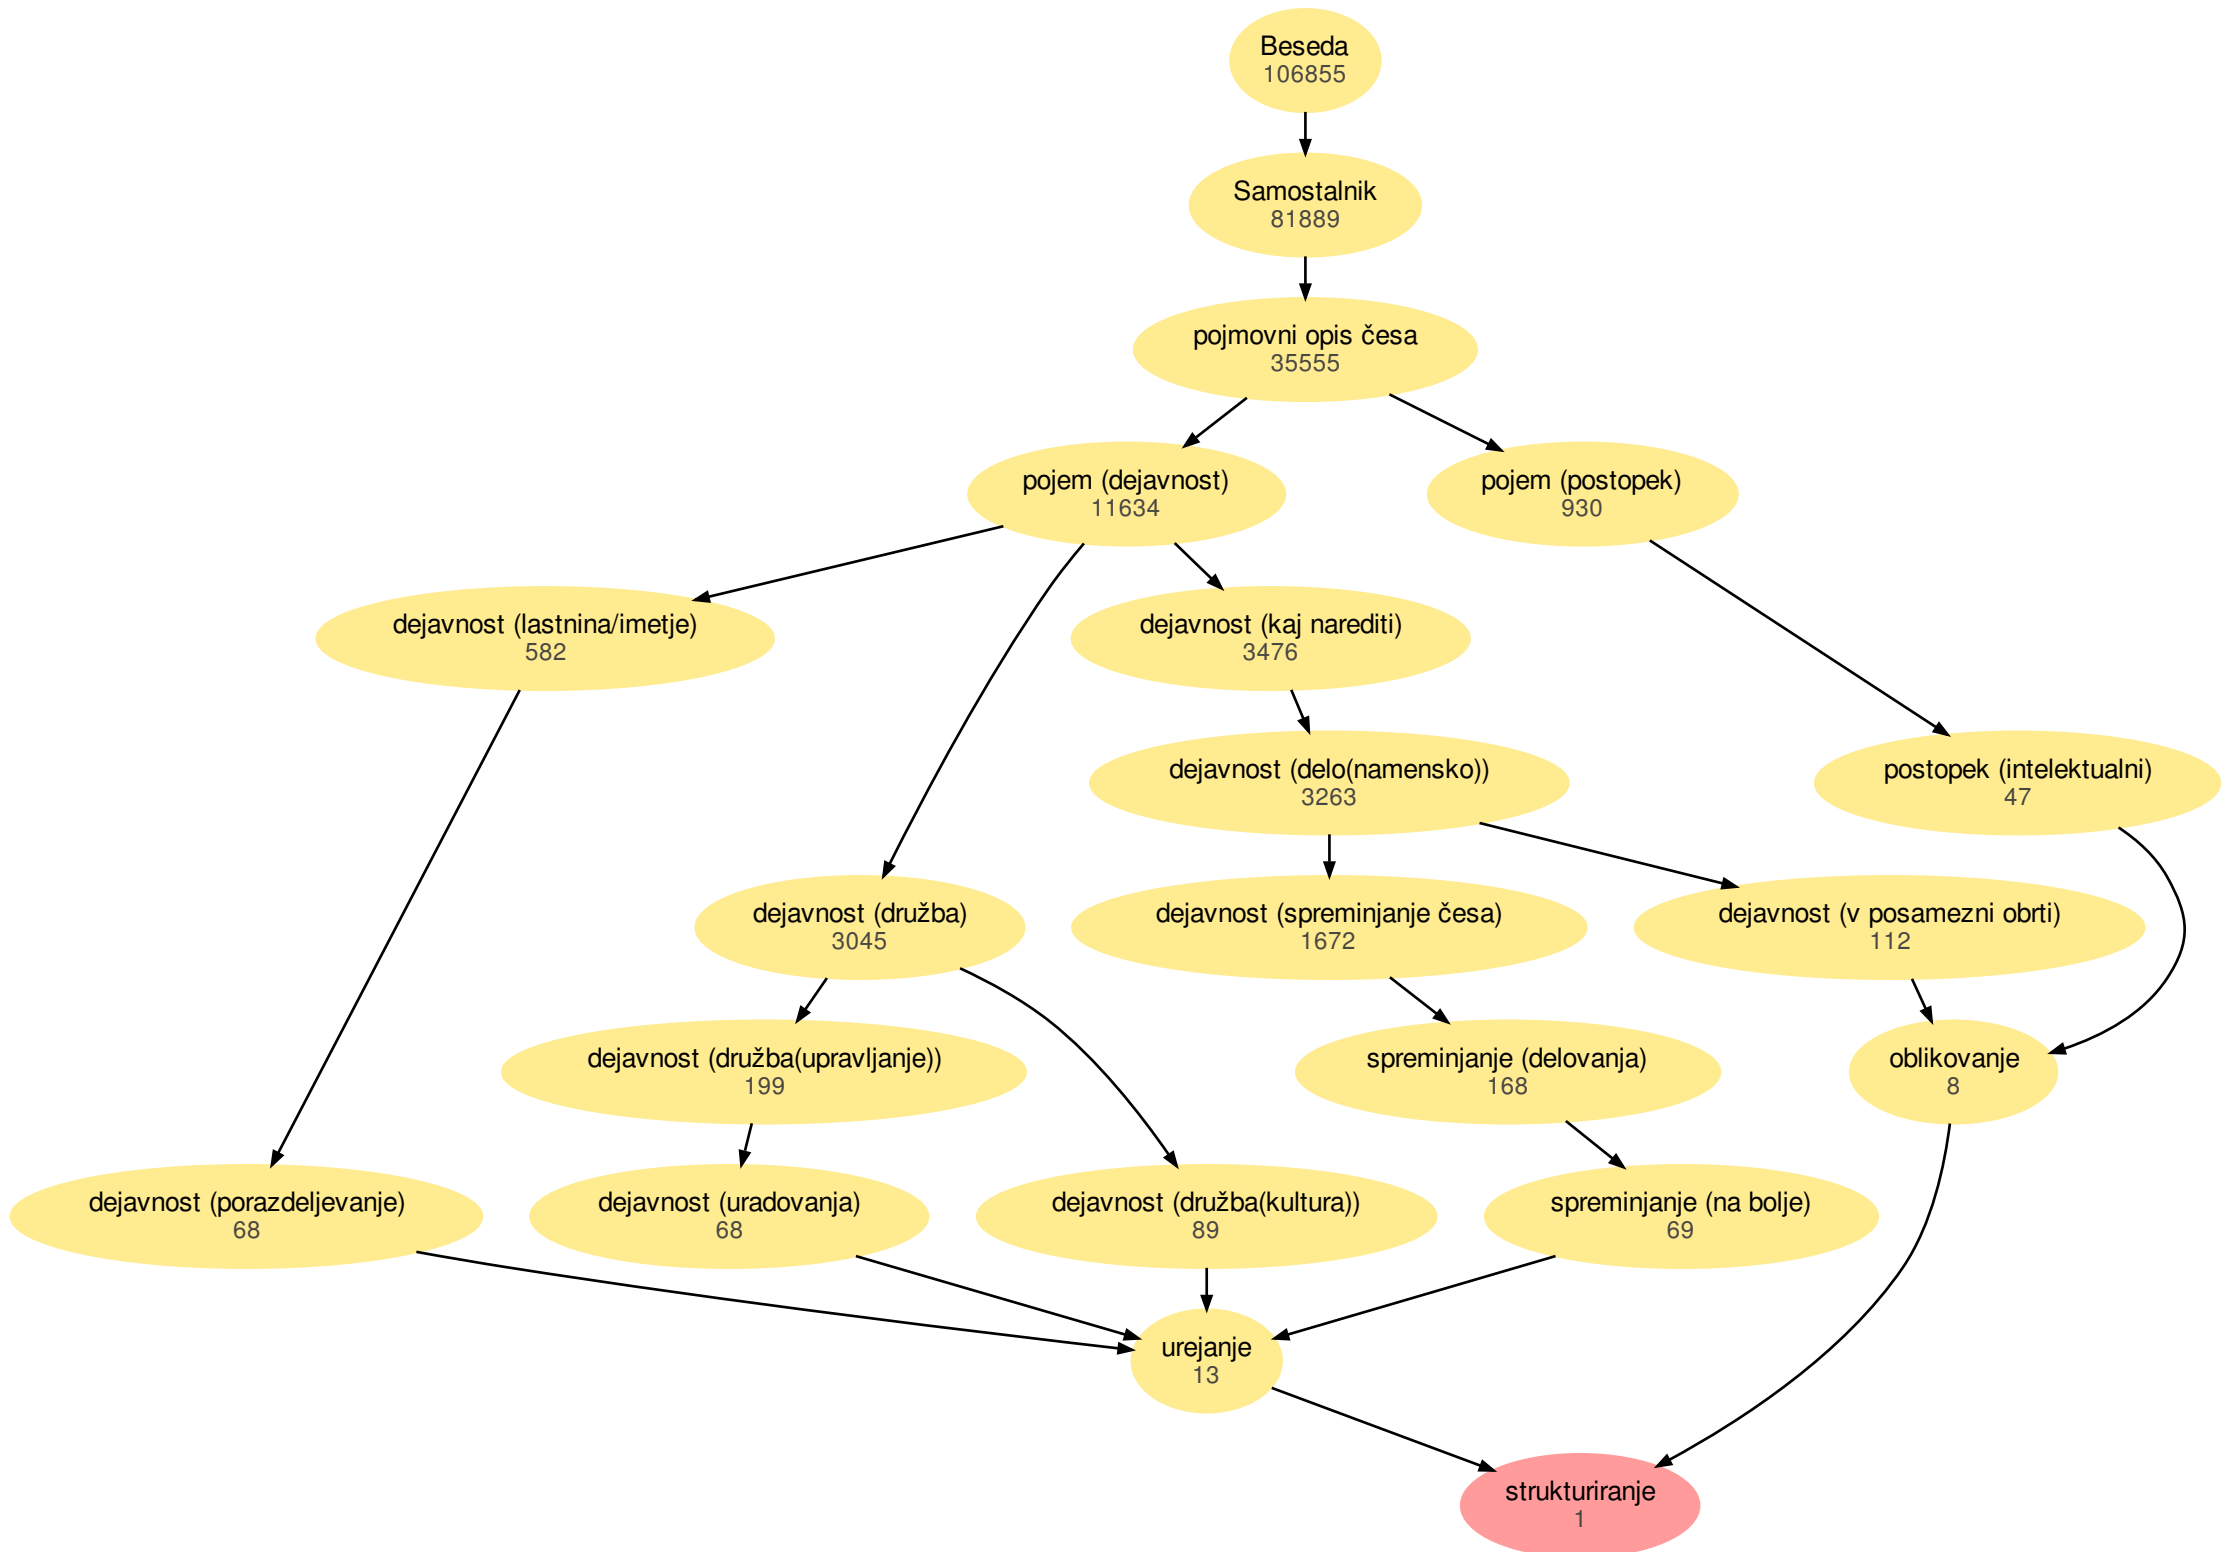 Beseda
106855
Samostalnik
81889
pojmovni opis česa
35555
pojem (dejavnost)
11634
pojem (postopek)
930
dejavnost (lastnina/imetje)
582
dejavnost (kaj narediti)
3476
dejavnost (delo(namensko))
3263
postopek (intelektualni)
47
dejavnost (družba)
3045
dejavnost (spreminjanje česa)
1672
dejavnost (v posamezni obrti)
112
dejavnost (družba(upravljanje))
199
spreminjanje (delovanja)
168
oblikovanje
8
dejavnost (porazdeljevanje)
68
dejavnost (uradovanja)
68
dejavnost (družba(kultura))
89
spreminjanje (na bolje)
69
urejanje
13
strukturiranje
1